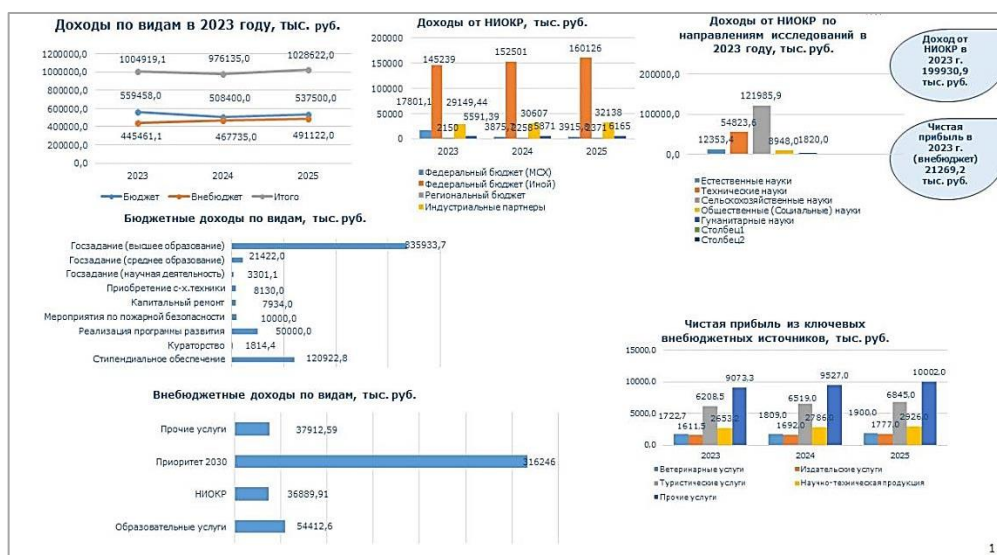 Доходы по видам в 2023 году, тыс. руб.
1200000,0
1000000,0
800000,0
600000,0
400000,0
200000,0
0,0
1004919,1
976135,0
1028622,0
559458,0
508400,0
537500,0
445461,1
467735,0
491122,0
2023
2024
2025
Бюджет
Внебюджет
Итого
Доходы от НИОКР, тыс. руб.
200000
150000
100000
50000
0
145239
152501
160126
17801,1
29149,44
30607
32138
2150
5591,39
3875,7
2258
5871
3915,8
2371
6165
2023
2024
2025
Федеральный бюджет (МСХ)
Федеральный бюджет (Иной)
Региональный бюджет
Индустриальные партнеры
Доходы от НИОКР по
направлениям исследований в
2023 году, тыс. руб.
200000,0
0,0
121985,9
54823,6
12353,4
8948,0
1820,0
Естественные науки
Технические науки
Сельскохозяйственные науки
Общественные (Социальные) науки
Гуманитарные науки
Столбец1
Столбец2
Доход от
НИОКР в
2023 г.
199930,9
тыс. руб.
Чистая
прибыль в
2023 г.
(внебюджет)
21269,2
тыс. руб.
Бюджетные доходы по видам, тыс. руб.
Госзадание (высшее образование)
335933,7
Госзадание (среднее образование)
21422,0
Госзадание (научная деятельность)
3301,1
Приобретение с-х.техники
8130,0
Капитальный ремонт
7934,0
Мероприятия по пожарной безопасности
10000,0
Реализация программы развития
50000,0
Кураторство
1814,4
Стипендиальное обеспечение
120922,8
Внебюджетные доходы по видам, тыс. руб.
Прочие услуги
37912,59
Приоритет 2030
316246
НИОКР
36889,91
Образовательные услуги
54412,6
Чистая прибыль из ключевых
внебюджетных источников, тыс. руб.
15000.0
10000.0
5000.0
0.0
9073.3
9527.0
10002.0
6208.5
6519.0
6845.0
1722.7
1611.5
2653.2
1809.0
1692.0
2786.0
1900.0
1777.0
2926.0
2023
2024
2025
Ветеринарные услуги
Издательские услуги
Туристические услуги
Научно-техническая продукция
Прочие услуги
1